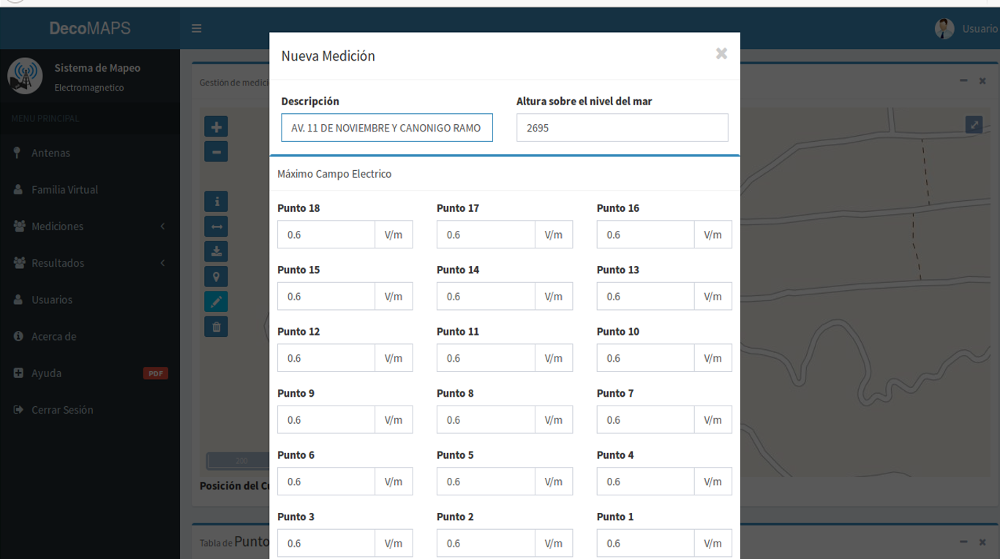 DecoMAPS
Usuario
Sistema de Mapeo
Electromagnetico
MENÚ PRINCIPAL
Antenas
Familia Virtual
Mediciones
Resultados
Usuarios
Acerca de
Ayuda PDF
Cerrar Sesión
Gestión de medici
200
Posición del Cu
Tabla de Punto
Nueva Medición
Descripción Altura sobre el nivel del mar
AV. 11 DE NOVIEMBRE Y CANONIGO RAMO 2695
Máximo Campo Electrico
Punto 18 Punto 17 Punto 16
0.6 V/m 0.6 V/m 0.6 V/m
Punto 15 Punto 14 Punto 13
0.6 V/m 0.6 V/m 0.6 V/m
Punto 12 Punto 11 Punto 10
0.6 V/m 0.6 V/m 0.6 V/m
Punto 9 Punto 8 Punto 7
0.6 V/m 0.6 V/m 0.6 V/m
Punto 6 Punto 5 Punto 4
0.6 V/m 0.6 V/m 0.6 V/m
Punto 3 Punto 2 Punto 1
0.6 V/m 0.6 V/m 0.6 V/m